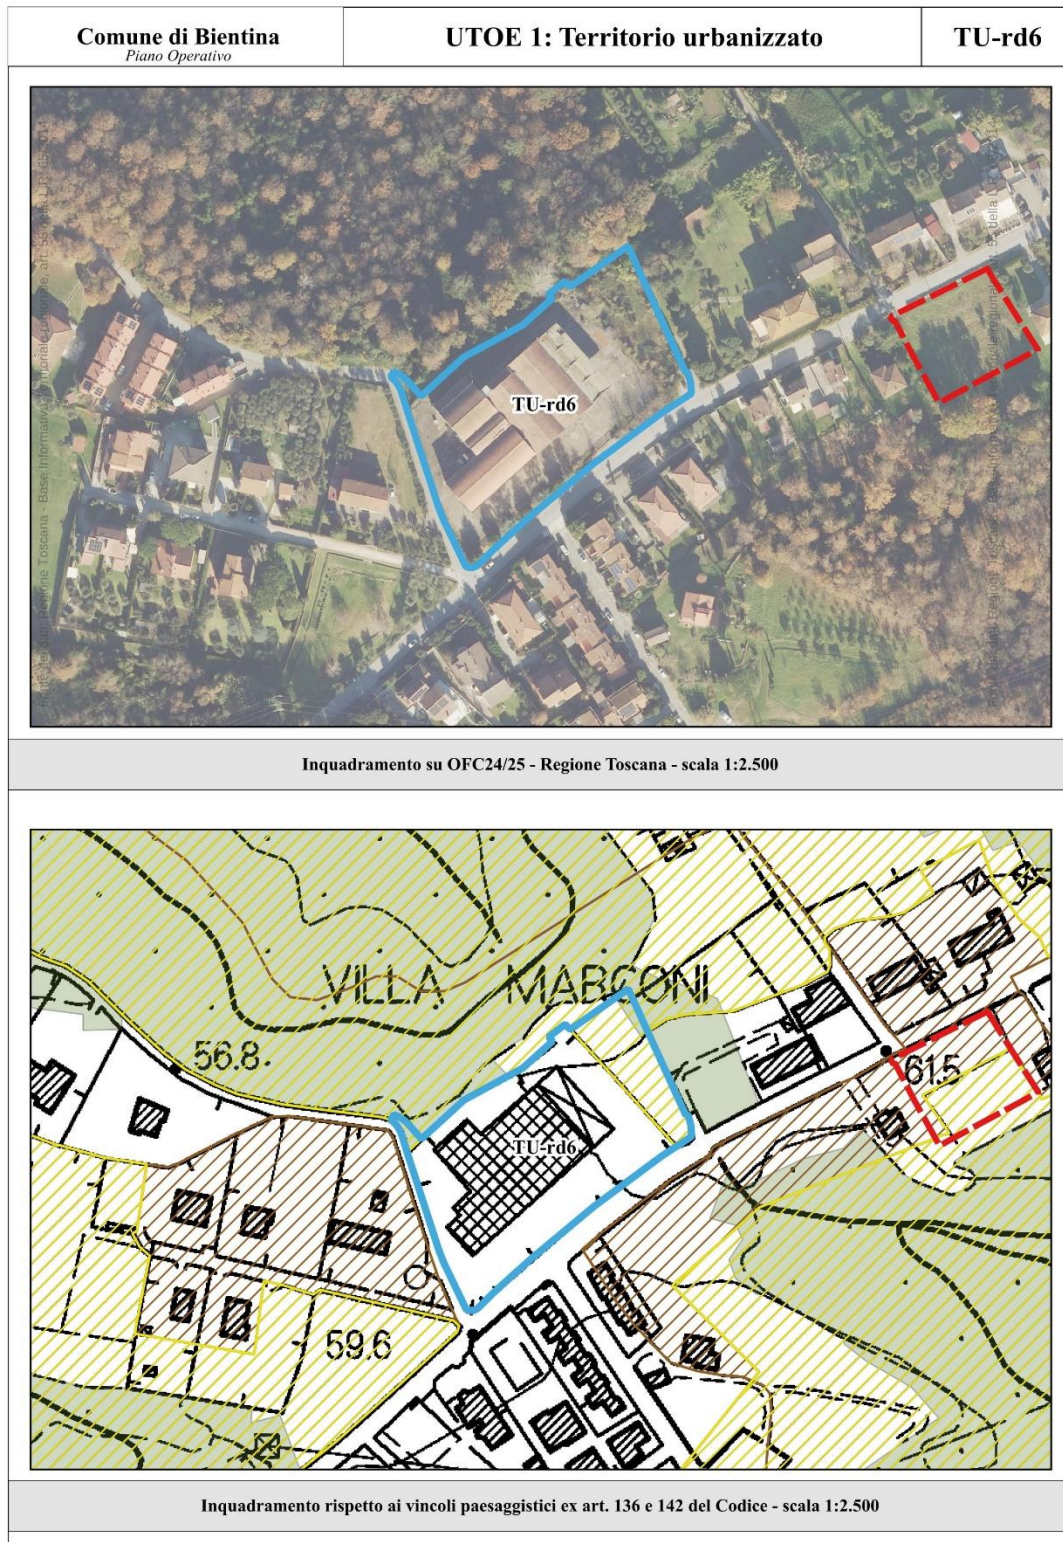 Comune di Bientina
Piano Operativo
UTOE 1: Territorio urbanizzato
TU-rd6
TU-rd6
Inquadramento su OFC24/25 - Regione Toscana - scala 1:2.500
VILLA MARCONI
56.8
61.5
TU-rd6
59.6
Inquadramento rispetto ai vincoli paesaggistici ex art. 136 e 142 del Codice - scala 1:2.500